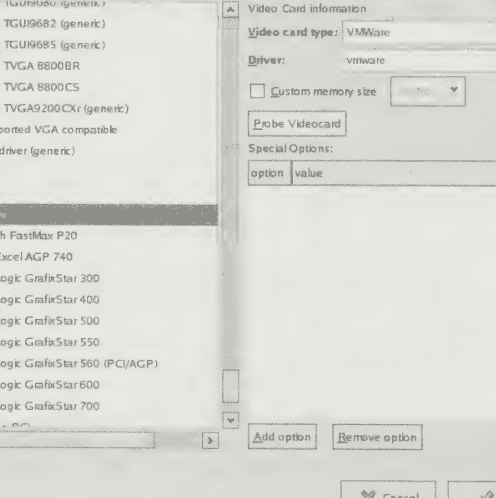 TGUI9680 (generic)
TGUI9682 (generic)
TGUI9685 (generic)
TVGA 8800BR
TVGA 8800CS
TVGA9200CXr (generic)
ported VGA compatible
driver (generic)
h FastMax P20
Excel AGP 740
ogic GrafixStar 300
ogic GrafixStar 400
ogic GrafixStar 500
ogic GrafixStar 550
ogic GrafixStar 560 (PCI/AGP)
ogic GrafixStar 600
ogic GrafixStar 700
Video Card information
Video card type: VMWare
Driver: vmware
Custom memory size
Probe Videocard
Special Options:
option value
Add option Remove option
Cancel